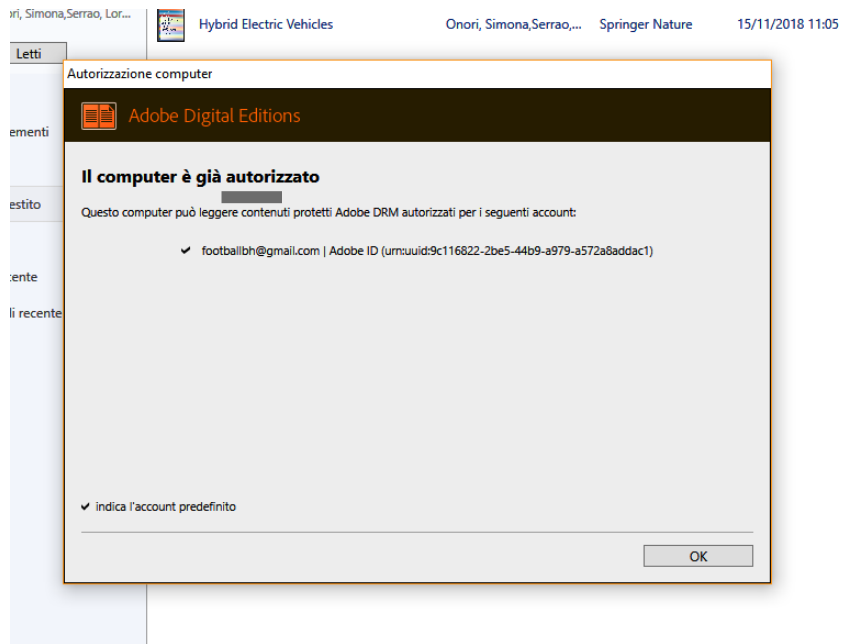 ori, Simona,Serrao, Lor...
Hybrid Electric Vehicles Onori, Simona,Serrao,... Springer Nature 15/11/2018 11:05
Letti
Autorizzazione computer
Adobe Digital Editions
ementi
Il computer è già autorizzato
estito
Questo computer può leggere contenuti protetti Adobe DRM autorizzati per i seguenti account:
✔ footballbh@gmail.com | Adobe ID (urn:uuid:9c116822-2be5-44b9-a979-a572a8addac1)
cente
di recente
✔ indica l'account predefinito
OK